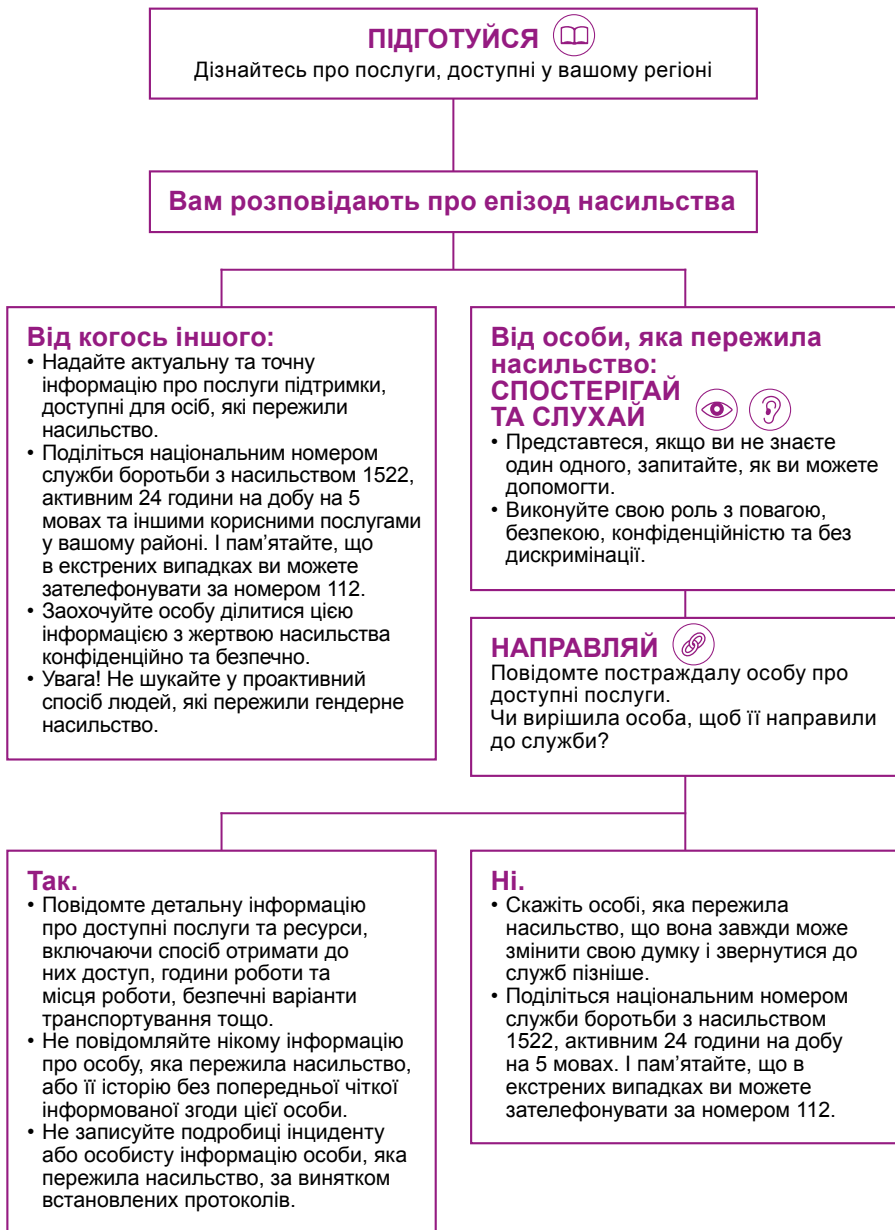 ПІДГОТУЙСЯ
Дізнайтесь про послуги, доступні у вашому регіоні
Вам розповідають про епізод насильства
Від когось іншого:
• Надайте актуальну та точну
інформацію про послуги підтримки,
доступні для осіб, які пережили
насильство.
• Поділіться національним номером
служби боротьби з насильством 1522,
активним 24 години на добу на 5
мовах та іншими корисними послугами
у вашому районі. І пам’ятайте, що
в екстрених випадках ви можете
зателефонувати за номером 112.
• Заохочуйте особу ділитися цією
інформацією з жертвою насильства
конфіденційно та безпечно.
• Увага! Не шукайте у проактивний
спосіб людей, які пережили гендерне
насильство.
Від особи, яка пережила
насильство:
СПОСТЕРІГАЙ
ТА СЛУХАЙ
• Представтеся, якщо ви не знаєте
один одного, запитайте, як ви можете
допомогти.
• Виконуйте свою роль з повагою,
безпекою, конфіденційністю та без
дискримінації.
НАПРАВЛЯЙ
Повідомте постраждалу особу про
доступні послуги.
Чи вирішила особа, щоб її направили
до служби?
Так.
• Повідомте детальну інформацію
про доступні послуги та ресурси,
включаючи спосіб отримати до
них доступ, години роботи та
місця роботи, безпечні варіанти
транспортування тощо.
• Не повідомляйте нікому інформацію
про особу, яка пережила насильство,
або її історію без попередньої чіткої
інформованої згоди цієї особи.
• Не записуйте подробиці інциденту
або особисту інформацію особи, яка
пережила насильство, за винятком
встановлених протоколів.
Ні.
• Скажіть особі, яка пережила
насильство, що вона завжди може
змінити свою думку і звернутися до
служб пізніше.
• Поділіться національним номером
служби боротьби з насильством
1522, активним 24 години на добу
на 5 мовах. І пам’ятайте, що в
екстрених випадках ви можете
зателефонувати за номером 112.